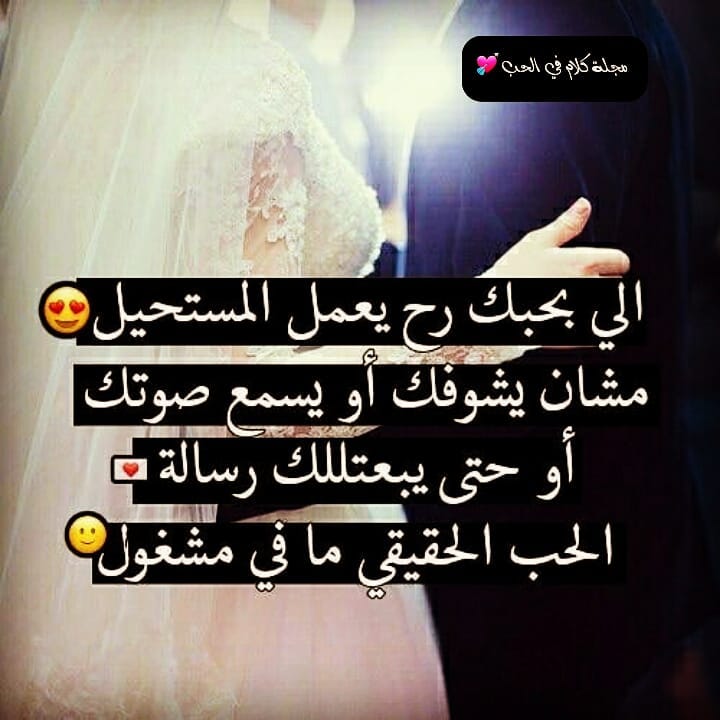 مجلة كلام في الحب 💘
الي بحبك رح يعمل المستحيل😍
مشان يشوفك أو يسمع صوتك
أو حتى يبعتللك رسالة 💌
الحب الحقيقي ما في مشغول🙂